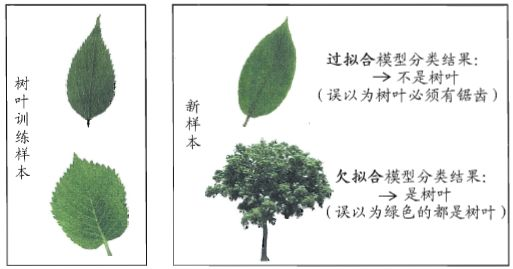 树叶训练样本
新样本
过拟合模型分类结果:
→ 不是树叶
(误以为树叶必须有锯齿)
欠拟合模型分类结果:
→ 是树叶
(误以为绿色的都是树叶)